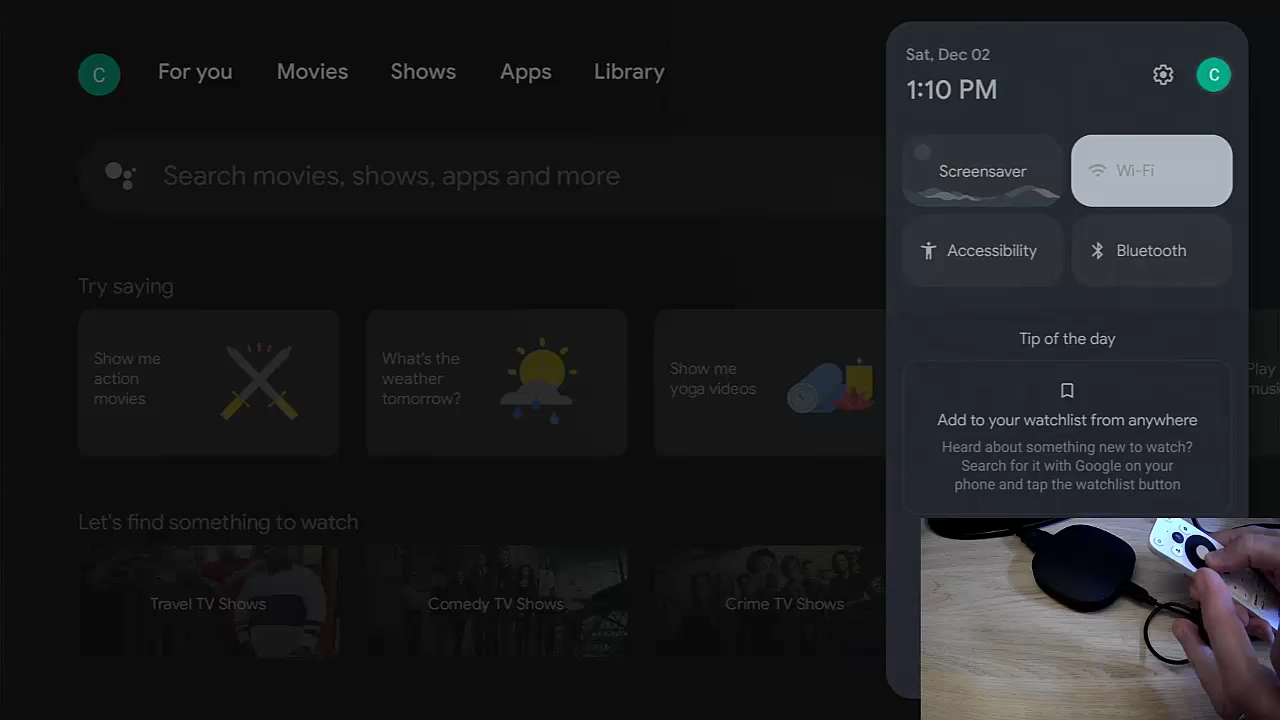 C
For you
Movies
Shows
Apps
Library
Search movies, shows, apps and more
Try saying
Show me
action
movies
What's the
weather
tomorrow?
Show me
yoga videos
Play
Let's find something to watch
Travel TV Shows
Comedy TV Shows
Crime TV Shows
Sat, Dec 02
1:10 PM
C
Screensaver
Wi-Fi
Accessibility
Bluetooth
Tip of the day
Add to your watchlist from anywhere
Heard about something new to watch?
Search for it with Google on your
phone and tap the watchlist button